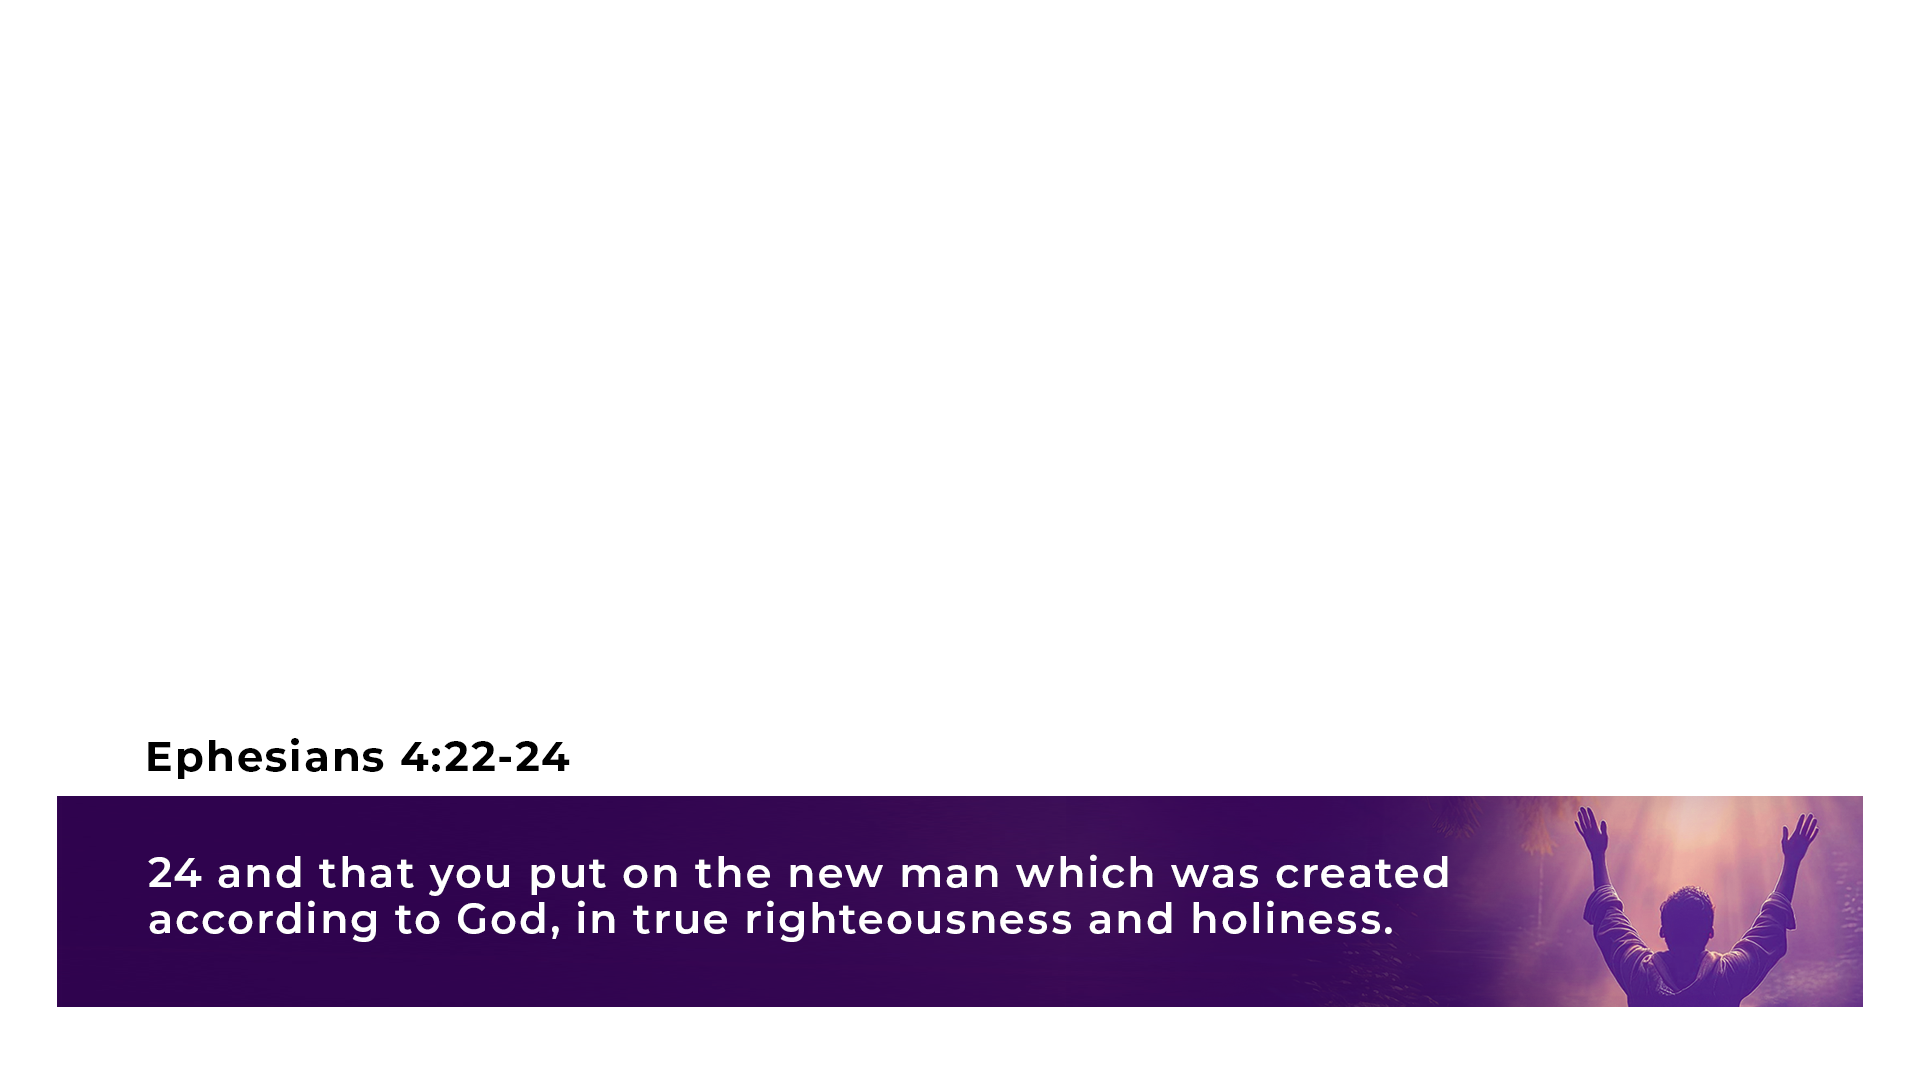 Ephesians 4:22-24
24 and that you put on the new man which was created
according to God, in true righteousness and holiness.